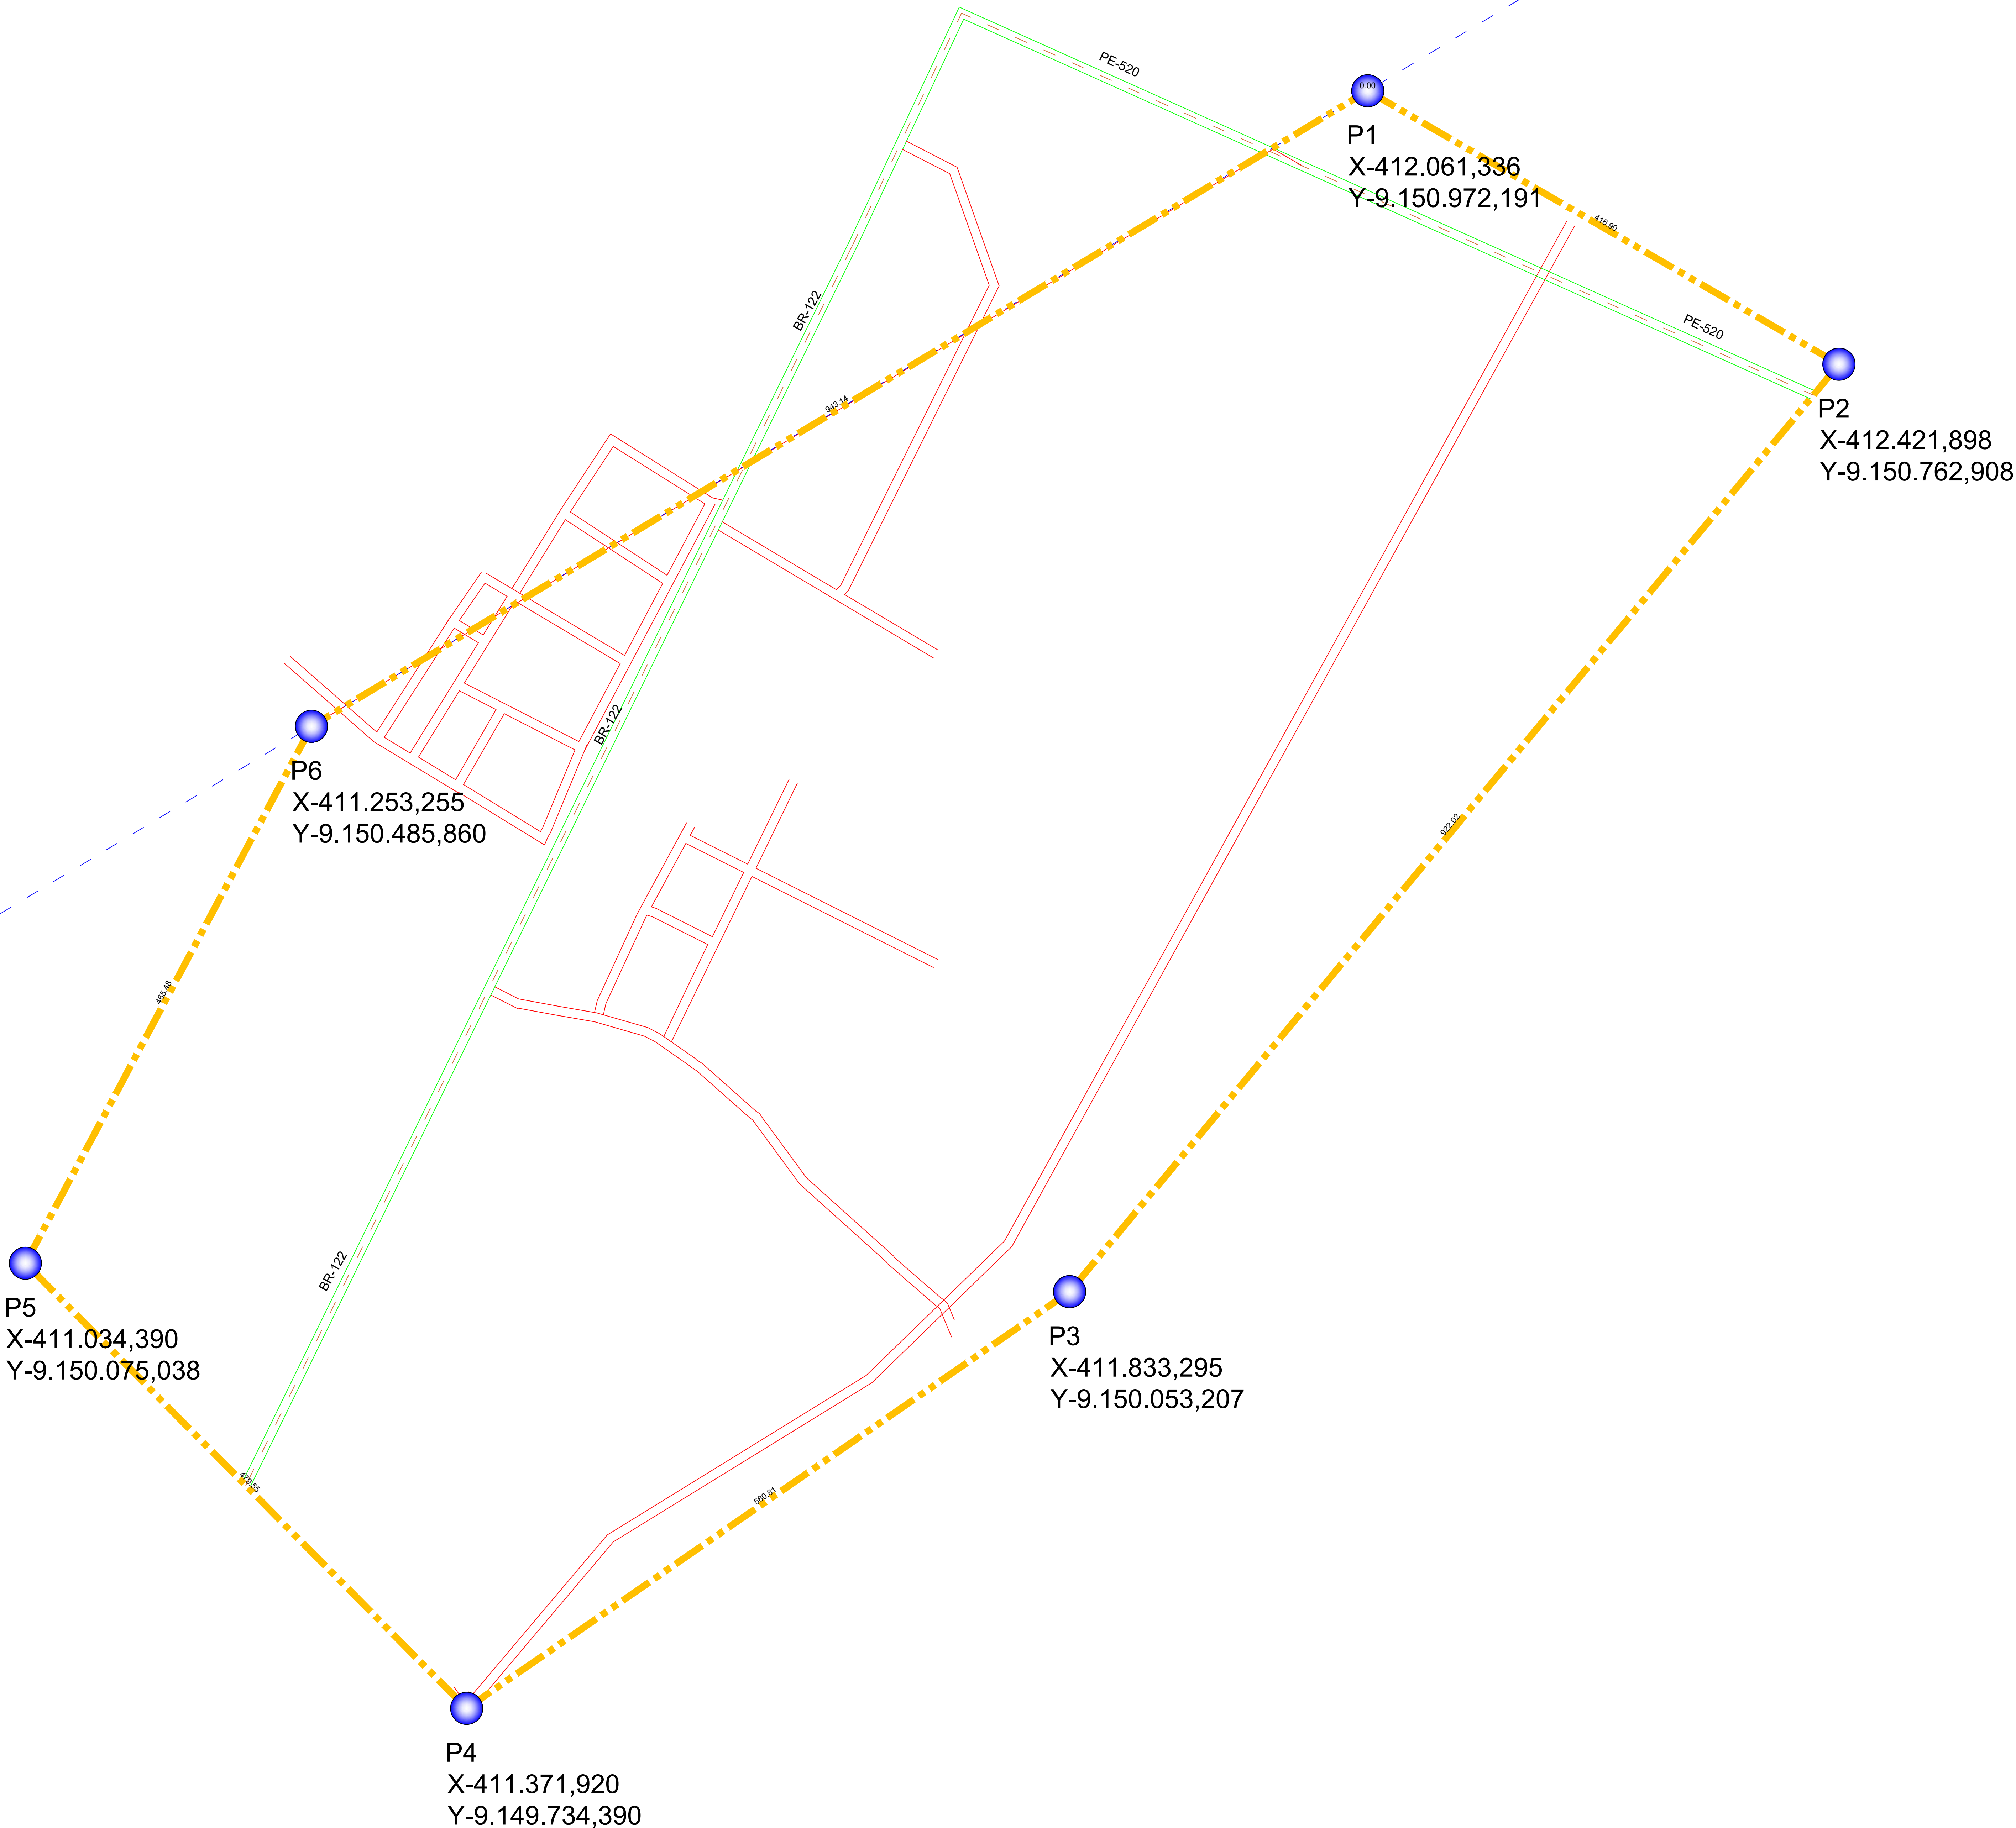 PE-520
0.00
P1
X-412.061,336
Y-9.150.972,191
416.90
BR-122
PE-520
P2
X-412.421,898
Y-9.150.762,908
943.14
BR-122
P6
X-411.253,255
Y-9.150.485,860
922.02
465.48
BR-122
P5
X-411.034,390
Y-9.150.075,038
P3
X-411.833,295
Y-9.150.053,207
479.55
560.81
P4
X-411.371,920
Y-9.149.734,390